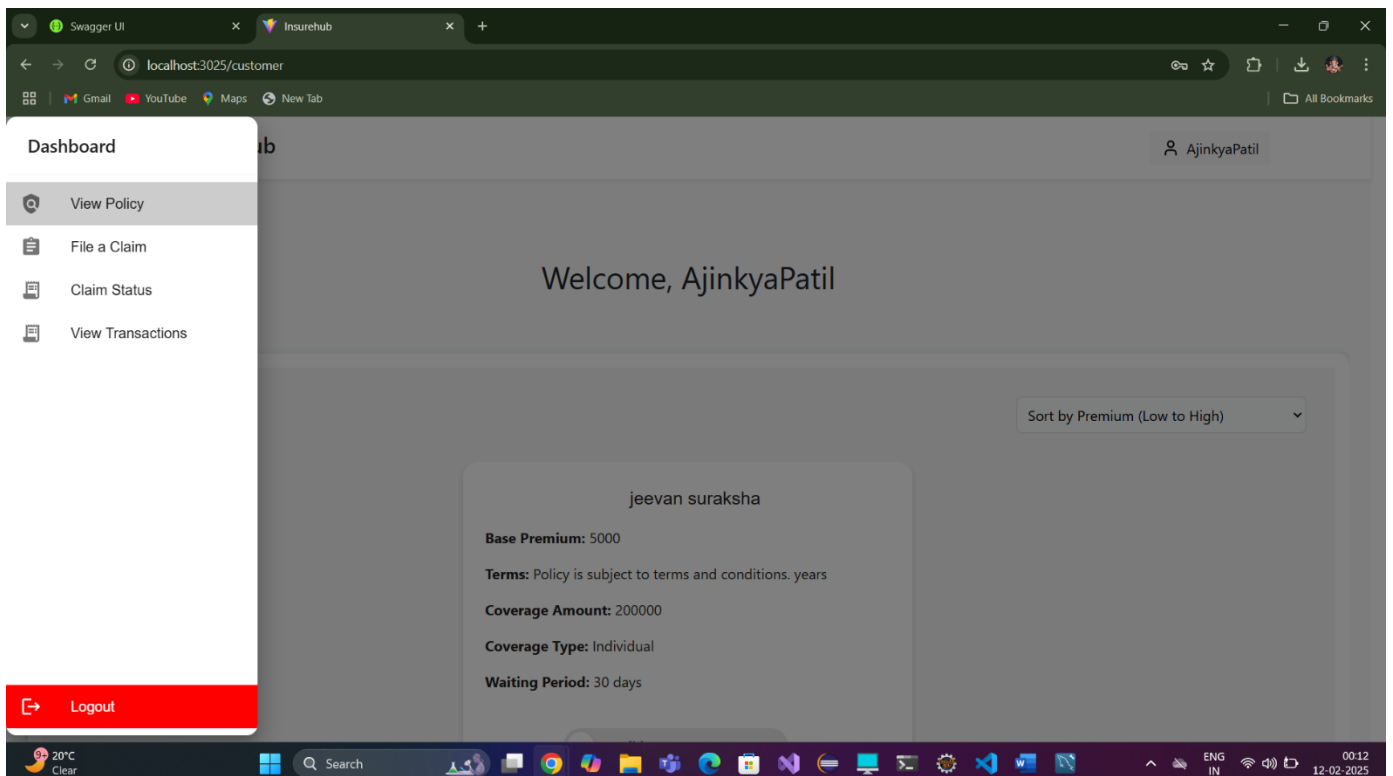 Swagger UI
Insurehub
localhost:3025/customer
Gmail
YouTube
Maps
New Tab
All Bookmarks
Dashboard
ub
AjinkyaPatil
View Policy
File a Claim
Claim Status
View Transactions
Welcome, AjinkyaPatil
Sort by Premium (Low to High)
jeevan suraksha
Base Premium: 5000
Terms: Policy is subject to terms and conditions. years
Coverage Amount: 200000
Coverage Type: Individual
Waiting Period: 30 days
Logout
9+
20°C
Clear
Search
ENG
IN
00:12
12-02-2025